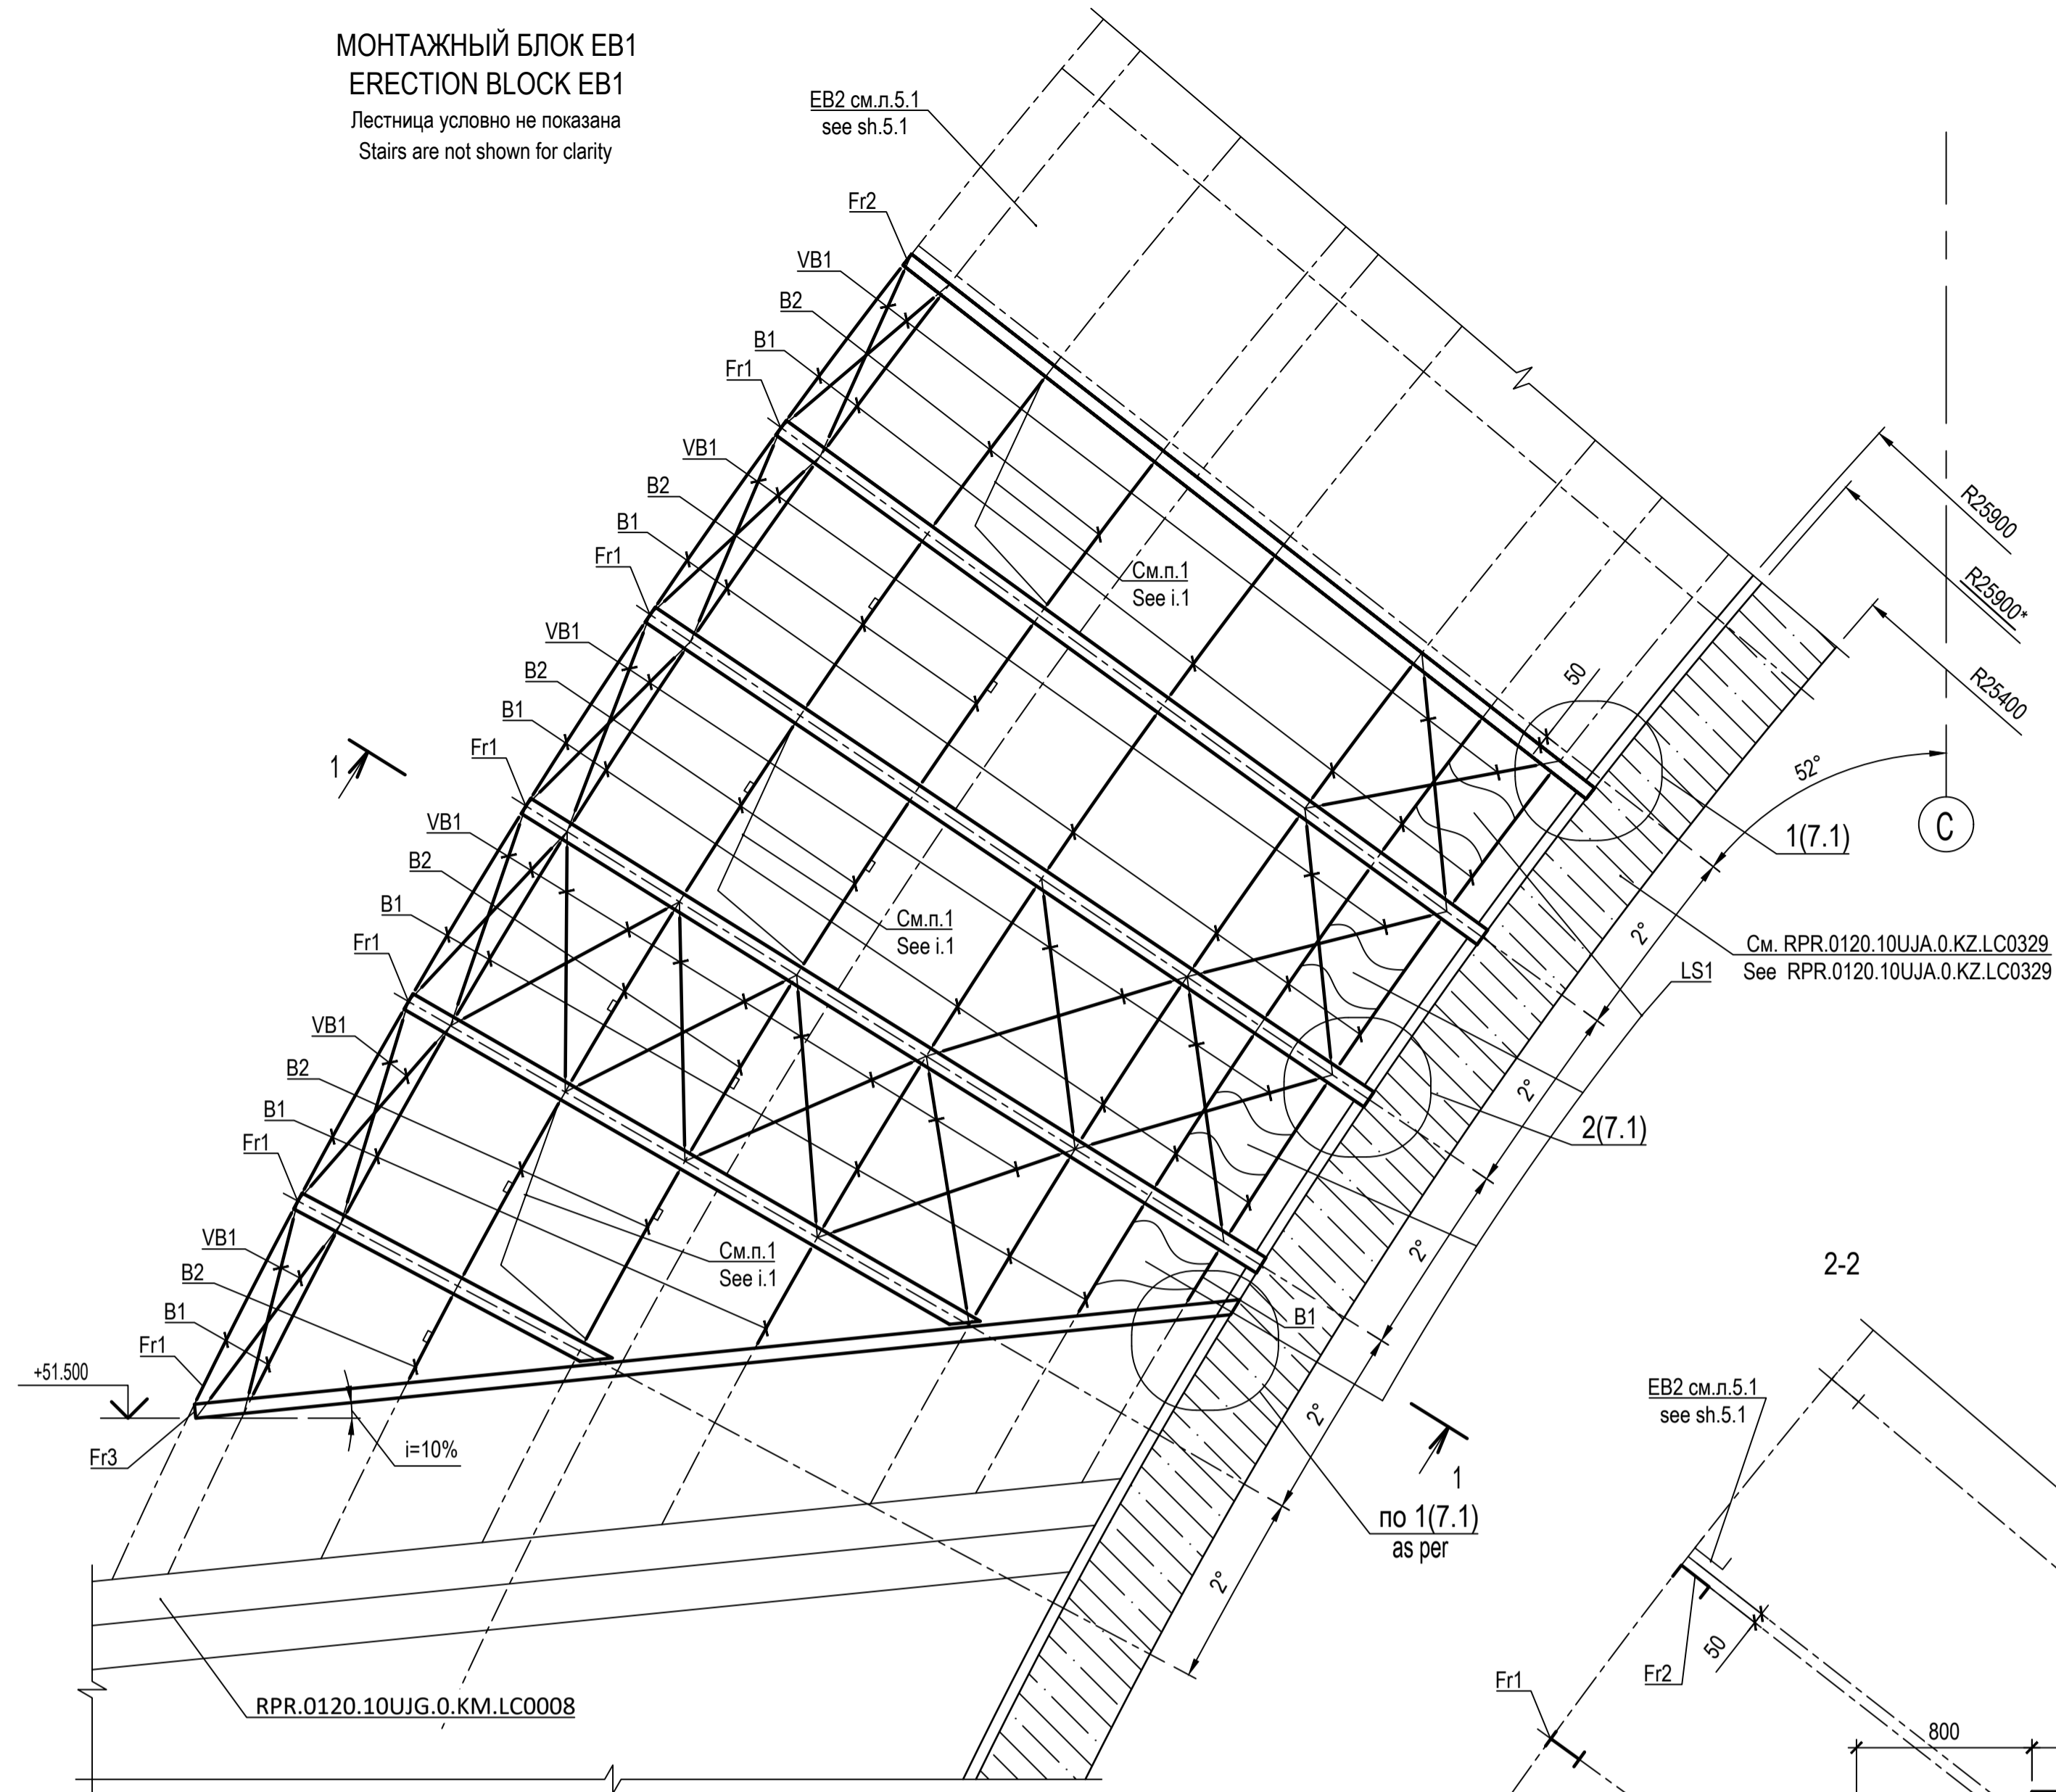 МОНТАЖНЫЙ БЛОК ЕВ1
ERECTION BLOCK EB1
Лестница условно не показана
Stairs are not shown for clarity
EB2 см.л.5.1
see sh.5.1
Fr2
VB1
B2
B1
Fr1
VB1
B2
B1
Fr1
VB1
B2
B1
Fr1
VB1
B2
B1
Fr1
VB1
B2
B1
Fr1
VB1
B2
B1
Fr1
+51.500
Fr3
i=10%
1
См.п.1
See i.1
См.п.1
See i.1
См.п.1
See i.1
R25900
R25900*
R25400
50
52°
C
1(7.1)
2°
См. RPR.0120.10UJA.0.KZ.LC0329
See RPR.0120.10UJA.0.KZ.LC0329
LS1
2°
2(7.1)
2°
B1
2°
1
по 1(7.1)
as per
2°
RPR.0120.10UJG.0.KM.LC0008
2-2
EB2 см.л.5.1
see sh.5.1
50
Fr2
Fr1
800